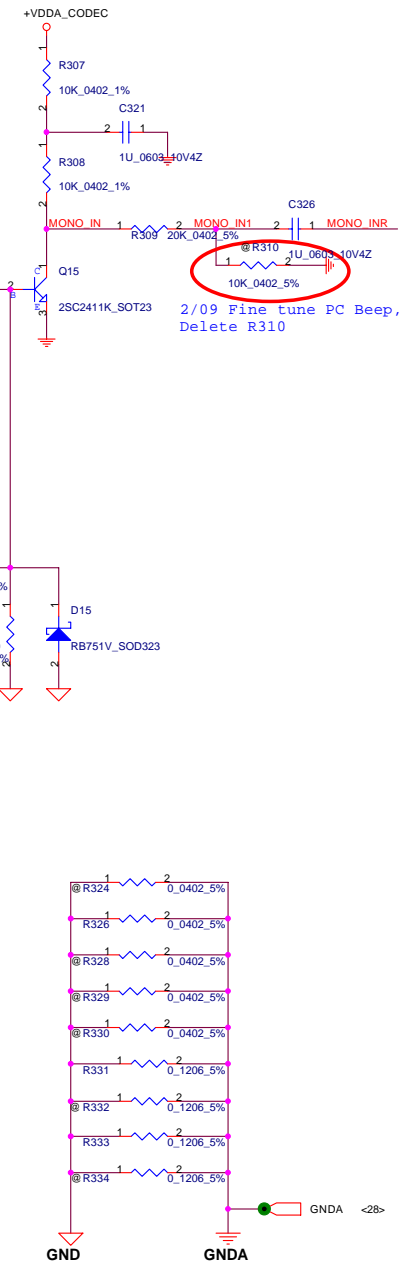 +VDDA_CODEC
1
R307
10K_0402_1%
2
C321
2 1
1U_0603_10V4Z
1
R308
10K_0402_1%
2
MONO_IN 1 2 MONO_IN1 C326 MONO_INR
R309 20K_0402_5%
2 1
1U_0603_10V4Z
@R310
1 2
10K_0402_5%
2/09 Fine tune PC Beep,
Delete R310
1
C
Q15
2
B
E
2SC2411K_SOT23
3
%
1
D15
RB751V_SOD323
2
1
%
2
@R324 1 2 0_0402_5%
R326 1 2 0_0402_5%
@R328 1 2 0_0402_5%
@R329 1 2 0_0402_5%
@R330 1 2 0_0402_5%
R331 1 2 0_1206_5%
@R332 1 2 0_1206_5%
R333 1 2 0_1206_5%
@R334 1 2 0_1206_5%
GNDA <28>
GND GNDA